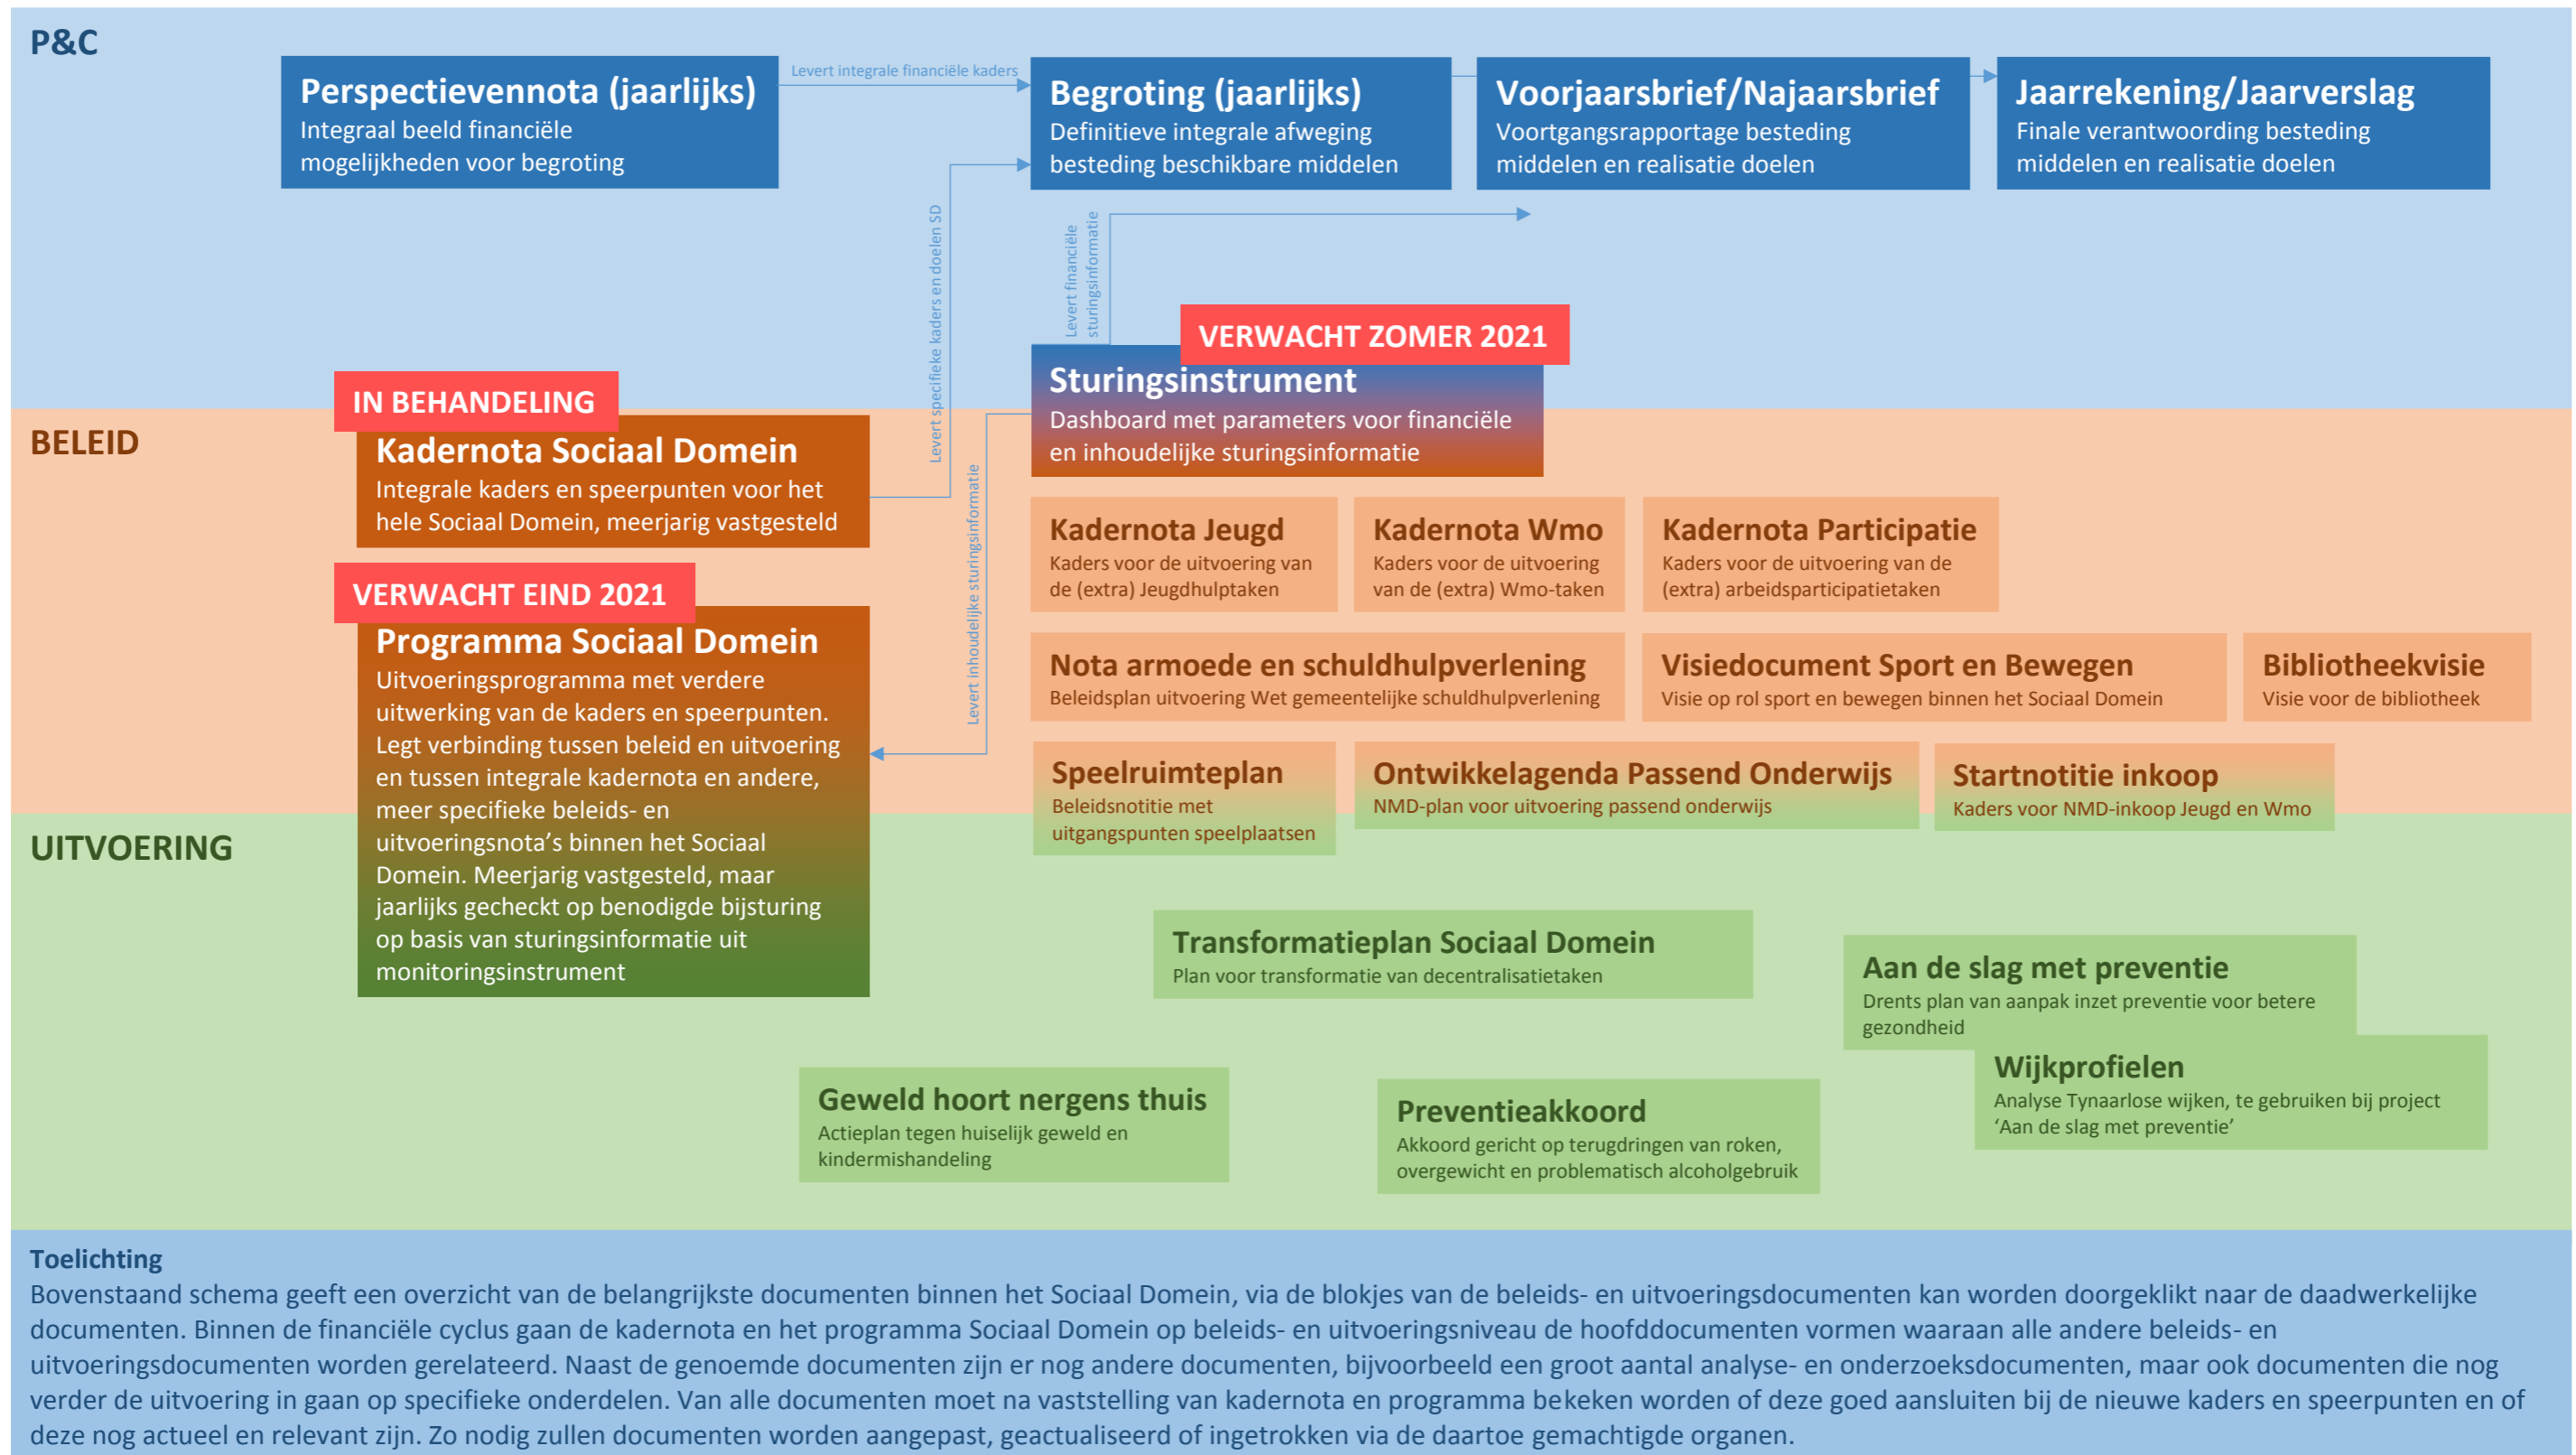 P&C
Perspectievennota (jaarlijks)
Integraal beeld financiële
mogelijkheden voor begroting
Levert integrale financiële kaders
Begroting (jaarlijks)
Definitieve integrale afweging
besteding beschikbare middelen
Voorjaarsbrief/Najaarsbrief
Voortgangsrapportage besteding
middelen en realisatie doelen
Jaarrekening/Jaarverslag
Finale verantwoording besteding
middelen en realisatie doelen
Levert specifieke kaders en doelen SD
Levert financiële
sturingsinformatie
VERWACHT ZOMER 2021
Sturingsinstrument
Dashboard met parameters voor financiële
en inhoudelijke sturingsinformatie
BELEID
IN BEHANDELING
Kadernota Sociaal Domein
Integrale kaders en speerpunten voor het
hele Sociaal Domein, meerjarig vastgesteld
Levert inhoudelijke sturingsinformatie
VERWACHT EIND 2021
Programma Sociaal Domein
Uitvoeringsprogramma met verdere
uitwerking van de kaders en speerpunten.
Legt verbinding tussen beleid en uitvoering
en tussen integrale kadernota en andere,
meer specifieke beleids- en
uitvoeringsnota's binnen het Sociaal
Domein. Meerjarig vastgesteld, maar
jaarlijks gecheckt op benodigde bijsturing
op basis van sturingsinformatie uit
monitoringsinstrument
Kadernota Jeugd
Kaders voor de uitvoering van
de (extra) Jeugdhulptaken
Kadernota Wmo
Kaders voor de uitvoering
van de (extra) Wmo-taken
Kadernota Participatie
Kaders voor de uitvoering van de
(extra) arbeidsparticipatietaken
Nota armoede en schuldhulpverlening
Beleidsplan uitvoering Wet gemeentelijke schuldhulpverlening
Visiedocument Sport en Bewegen
Visie op rol sport en bewegen binnen het Sociaal Domein
Bibliotheekvisie
Visie voor de bibliotheek
Speelruimteplan
Beleidsnotitie met
uitgangspunten speelplaatsen
Ontwikkelagenda Passend Onderwijs
NMD-plan voor uitvoering passend onderwijs
Startnotitie inkoop
Kaders voor NMD-inkoop Jeugd en Wmo
UITVOERING
Transformatieplan Sociaal Domein
Plan voor transformatie van decentralisatietaken
Aan de slag met preventie
Drents plan van aanpak inzet preventie voor betere
gezondheid
Wijkprofielen
Analyse Tynaarlose wijken, te gebruiken bij project
'Aan de slag met preventie'
Geweld hoort nergens thuis
Actieplan tegen huiselijk geweld en
kindermishandeling
Preventieakkoord
Akkoord gericht op terugdringen van roken,
overgewicht en problematisch alcoholgebruik
Toelichting
Bovenstaand schema geeft een overzicht van de belangrijkste documenten binnen het Sociaal Domein, via de blokjes van de beleids- en uitvoeringsdocumenten kan worden doorgeklikt naar de daadwerkelijke
documenten. Binnen de financiële cyclus gaan de kadernota en het programma Sociaal Domein op beleids- en uitvoeringsniveau de hoofddocumenten vormen waaraan alle andere beleids- en
uitvoeringsdocumenten worden gerelateerd. Naast de genoemde documenten zijn er nog andere documenten, bijvoorbeeld een groot aantal analyse- en onderzoeksdocumenten, maar ook documenten die nog
verder de uitvoering in gaan op specifieke onderdelen. Van alle documenten moet na vaststelling van kadernota en programma bekeken worden of deze goed aansluiten bij de nieuwe kaders en speerpunten en of
deze nog actueel en relevant zijn. Zo nodig zullen documenten worden aangepast, geactualiseerd of ingetrokken via de daartoe gemachtigde organen.